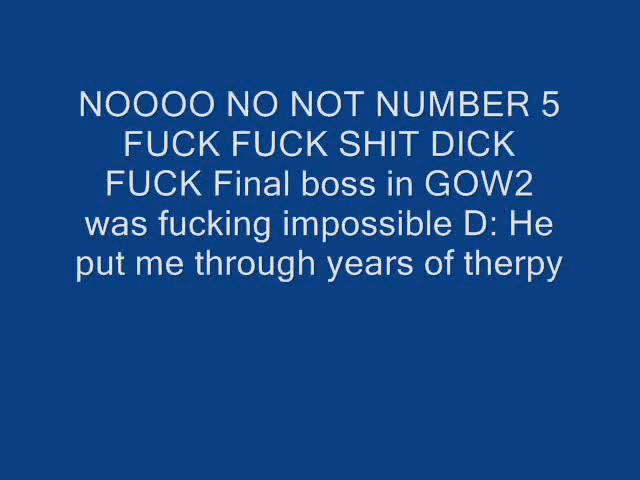 NOOOO NO NOT NUMBER 5
FUCK FUCK SHIT DICK
FUCK Final boss in GOW2
was fucking impossible D: He
put me through years of therpy